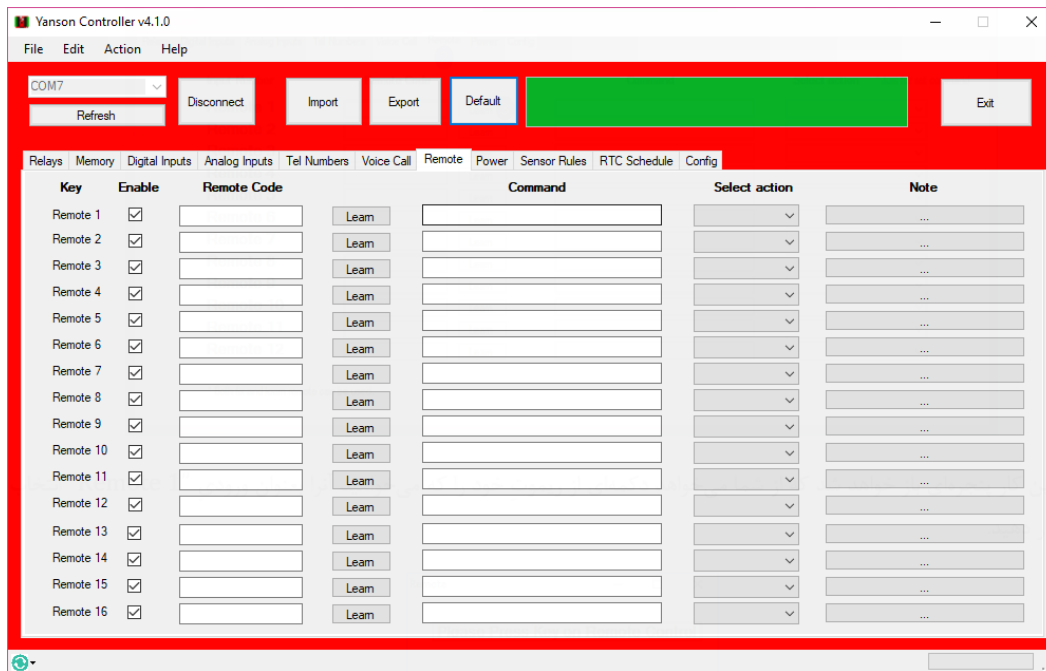 Yanson Controller v4.1.0
File Edit Action Help
COM7
Refresh
Disconnect
Import
Export
Default
Exit
Relays Memory Digital Inputs Analog Inputs Tel Numbers Voice Call Remote Power Sensor Rules RTC Schedule Config
Key Enable Remote Code Command Select action Note
Remote 1 Learn ...
Remote 2 Learn ...
Remote 3 Learn ...
Remote 4 Learn ...
Remote 5 Learn ...
Remote 6 Learn ...
Remote 7 Learn ...
Remote 8 Learn ...
Remote 9 Learn ...
Remote 10 Learn ...
Remote 11 Learn ...
Remote 12 Learn ...
Remote 13 Learn ...
Remote 14 Learn ...
Remote 15 Learn ...
Remote 16 Learn ...